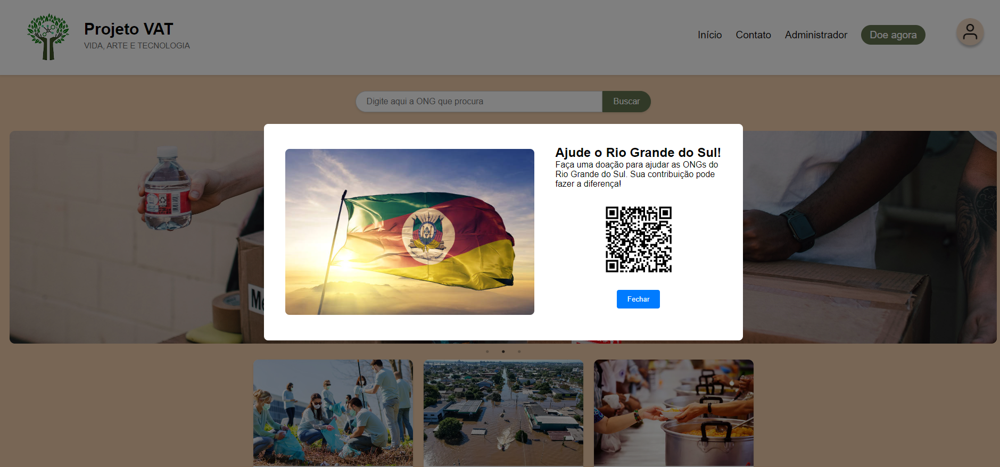 Projeto VAT
VIDA, ARTE E TECNOLOGIA
Início
Contato
Administrador
Doe agora
Digite aqui a ONG que procura
Buscar
Ajude o Rio Grande do Sul!
Faça uma doação para ajudar as ONGs do
Rio Grande do Sul. Sua contribuição pode
fazer a diferença!
Fechar